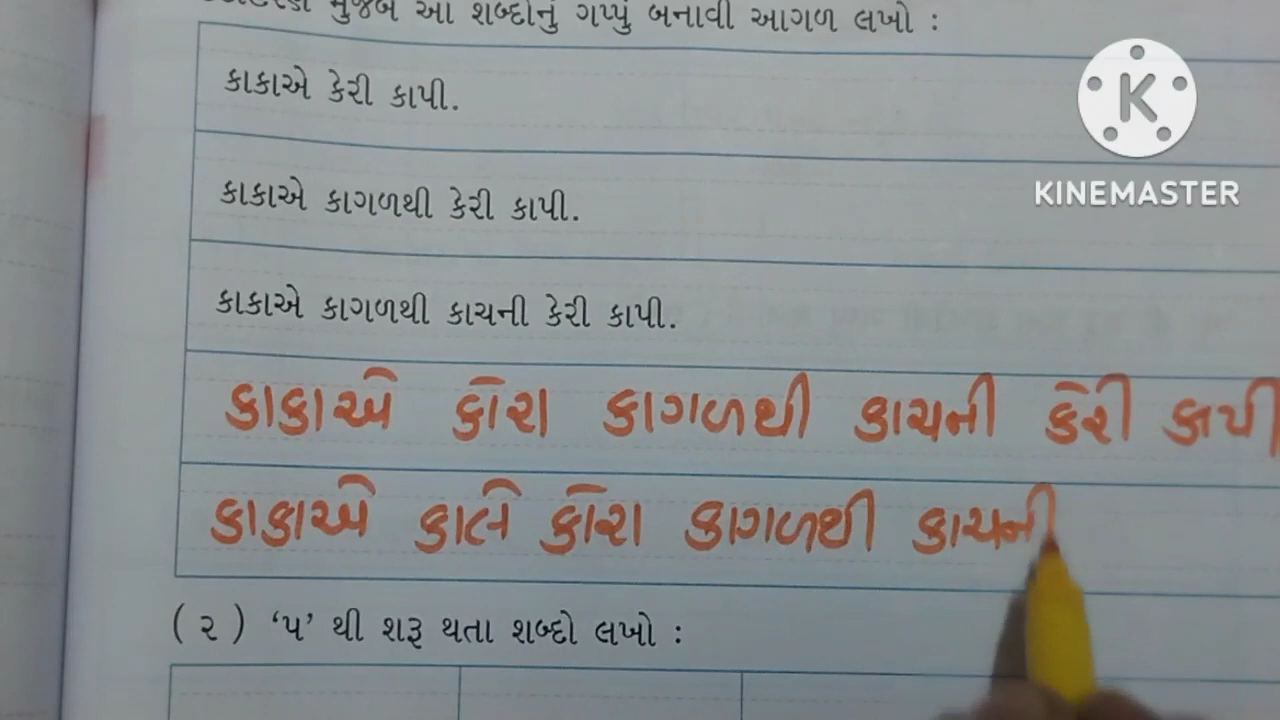 મુજબ આ શબ્દોનું ગપ્પું બનાવી આગળ લખો :
કાકાએ કેરી કાપી.
કાકાએ કાગળથી કેરી કાપી.
કાકાએ કાગળથી કાચની કેરી કાપી.
કાકાએ કોરા કાગળથી કાચની કેરી કાપી
કાકાએ કાલે કોરા કાગળથી કાચની
(૨) ‘પ’ થી શરૂ થતા શબ્દો લખો :
K
KINEMASTER